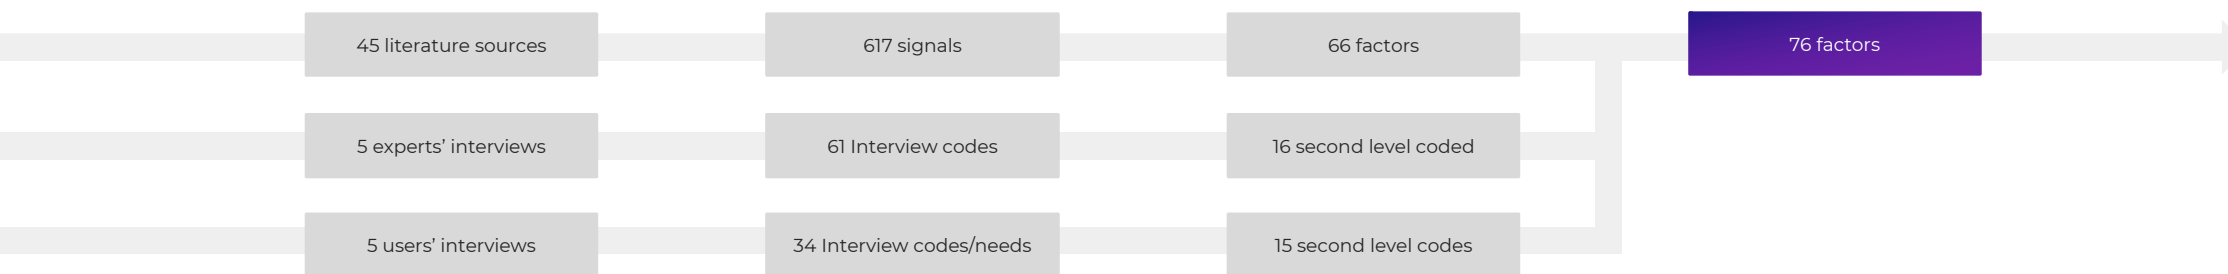 45 literature sources
617 signals
66 factors
76 factors
5 experts’ interviews
61 Interview codes
16 second level coded
5 users’ interviews
34 Interview codes/needs
15 second level codes